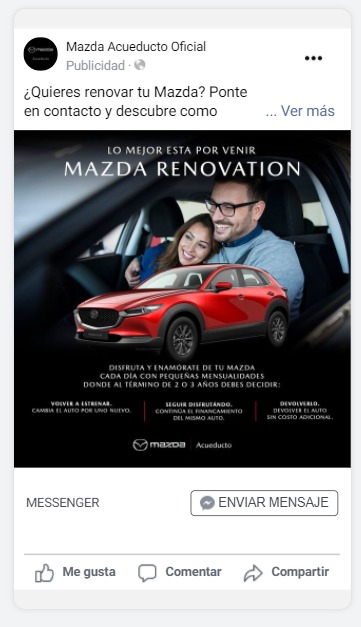 Mazda Acueducto Oficial
Publicidad ·
¿Quieres renovar tu Mazda? Ponte
en contacto y descubre como ... Ver más
LO MEJOR ESTA POR VENIR
MAZDA RENOVATION
DISFRUTA Y ENAMÓRATE DE TU MAZDA
CADA DÍA CON PEQUEÑAS MENSUALIDADES
DONDE AL TÉRMINO DE 2 O 3 AÑOS DEBES DECIDIR:
VOLVER A ESTRENAR.
CAMBIA EL AUTO POR UNO NUEVO.
SEGUIR DISFRUTANDO.
CONTINÚA EL FINANCIAMIENTO
DEL MISMO AUTO.
DEVOLVERLO.
DEVOLVER EL AUTO
SIN COSTO ADICIONAL.
mazda Acueducto
MESSENGER
ENVIAR MENSAJE
Me gusta Comentar Compartir